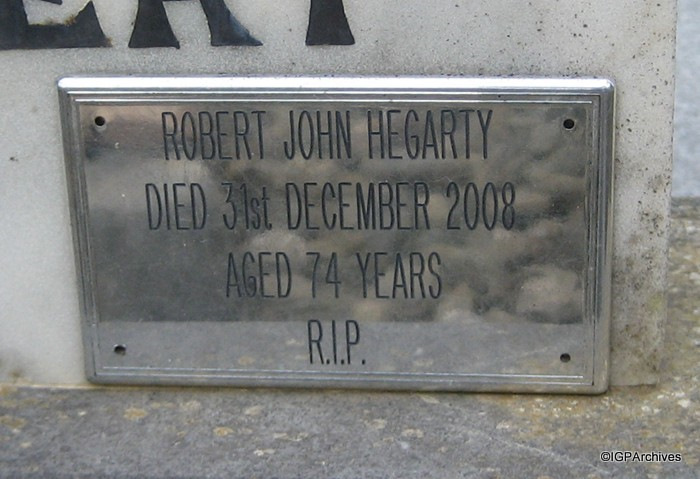 ROBERT JOHN HEGARTY
DIED 31st DECEMBER 2008
AGED 74 YEARS
R.I.P.
©IGPArchives